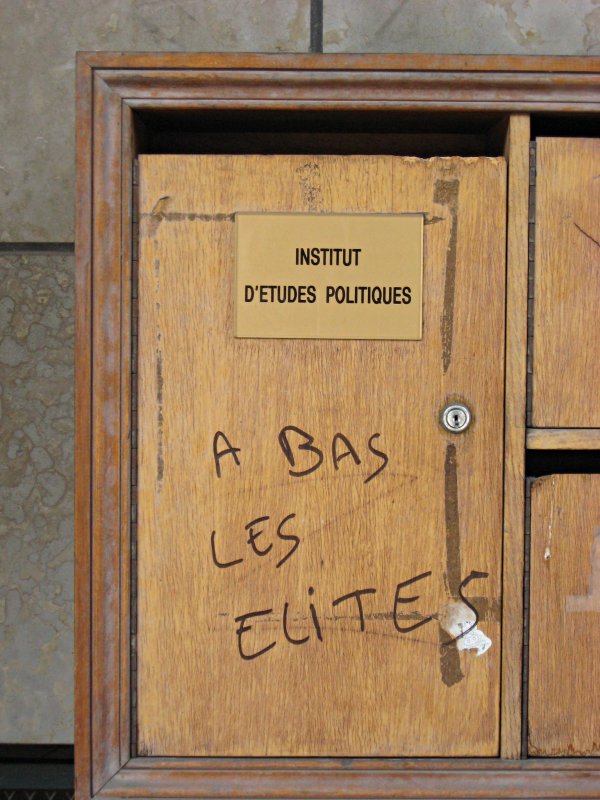 INSTITUT
D'ETUDES POLITIQUES
A BAS
LES
ELiTES